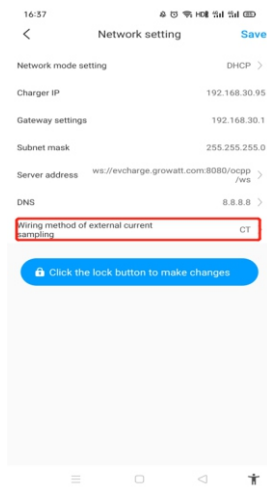 16:37
Network setting
Save
Network mode setting DHCP
Charger IP 192.168.30.95
Gateway settings 192.168.30.1
Subnet mask 255.255.255.0
Server address ws://evcharge.growatt.com:8080/ocpp
/ws
DNS 8.8.8.8
Wiring method of external current
sampling CT
Click the lock button to make changes